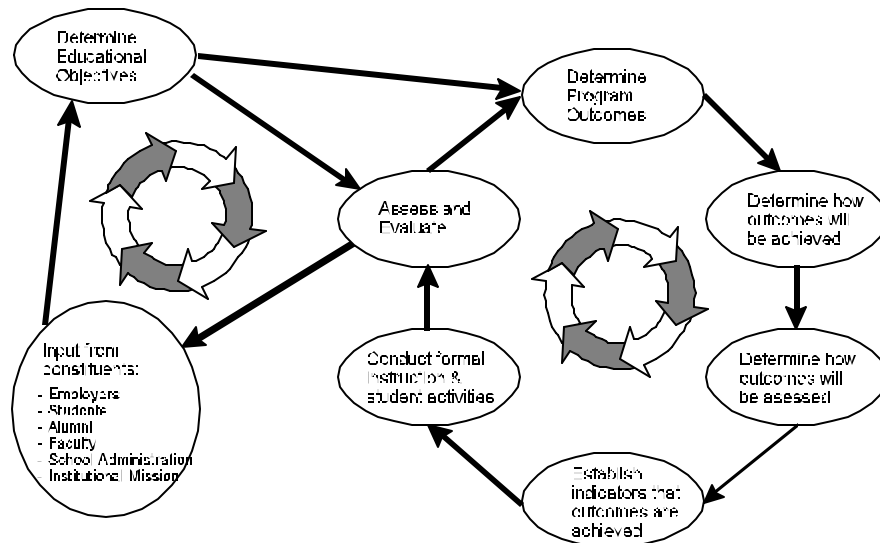 Determine
Educational
Objectives
Determine
Program
Outcomes
Assess and
Evaluate
Determine how
outcomes will
be achieved
Input from
constituents:
- Employers
- Students
- Alumni
- Faculty
- School Administration
- Institutional Mission
Conduct formal
instruction &
student activities
Determine how
outcomes will
be assessed
Establish
indicators that
outcomes are
achieved